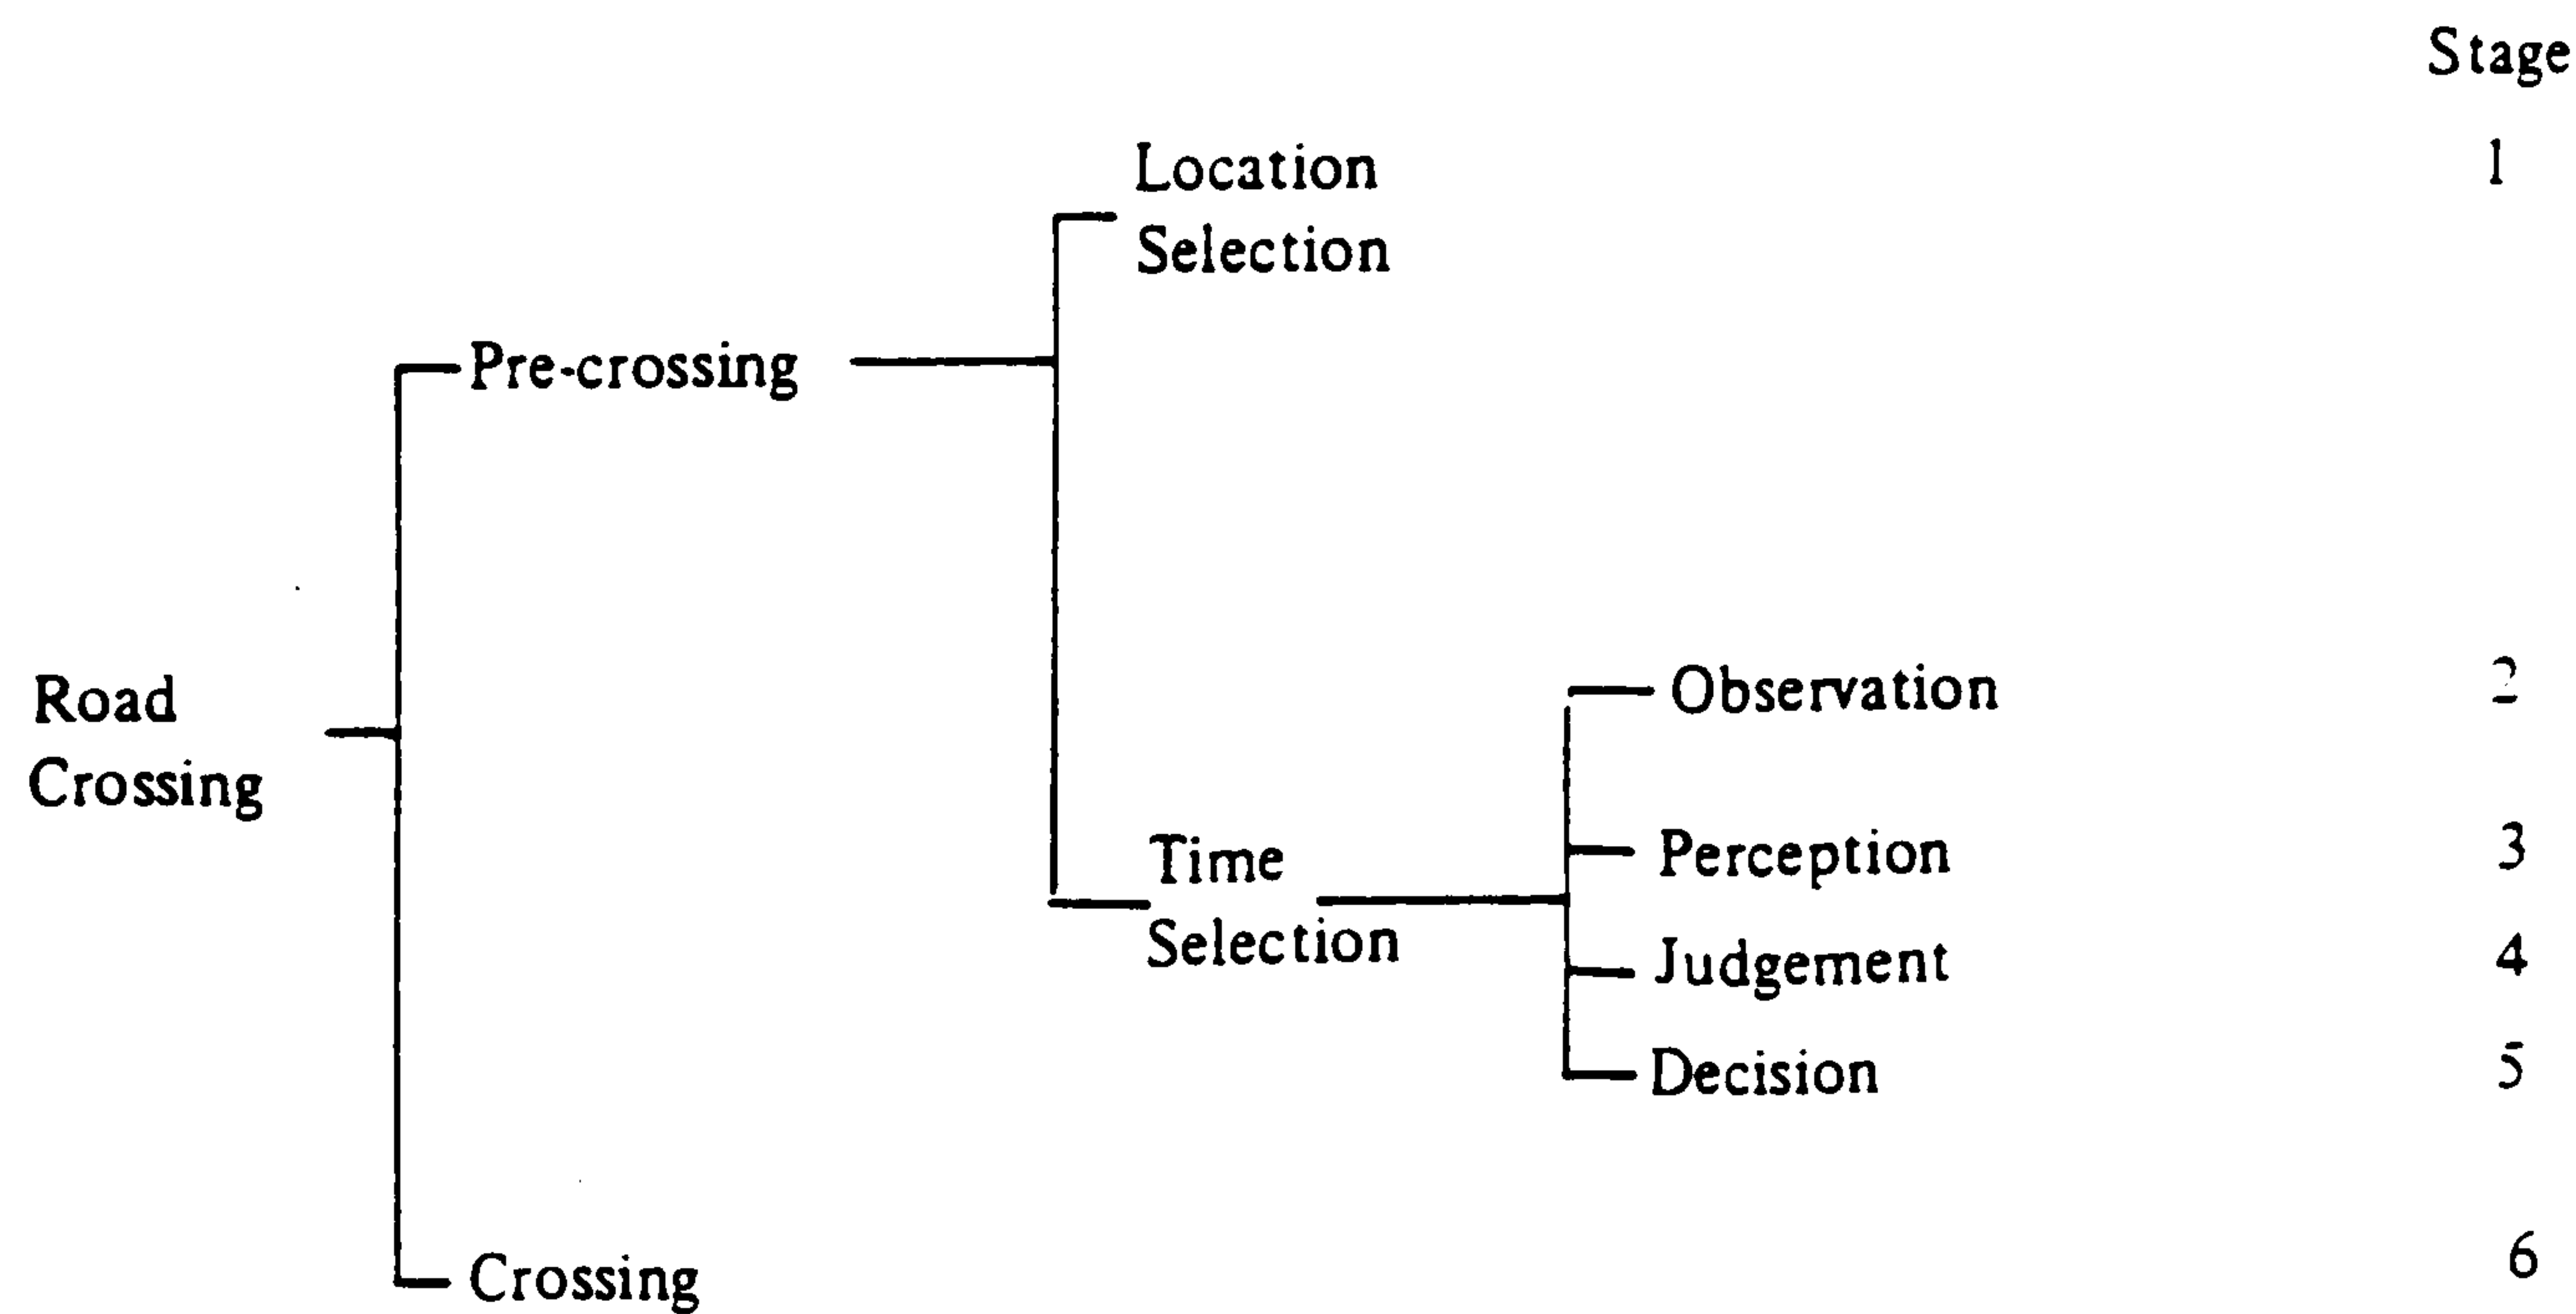 Stage
Location
Selection
1
Pre-crossing
Road
Crossing
Observation
2
Time
Selection
Perception
3
Judgement
4
Decision
5
Crossing
6